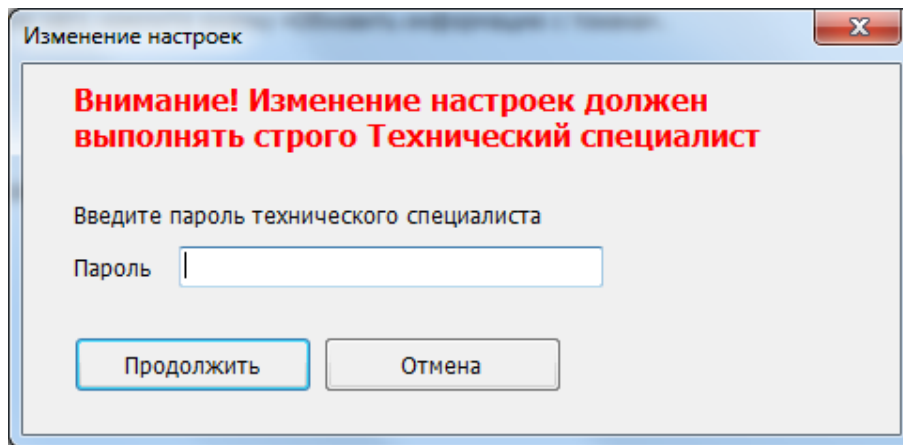 Изменение настроек
Внимание! Изменение настроек должен
выполнять строго Технический специалист
Введите пароль технического специалиста
Пароль
Продолжить
Отмена